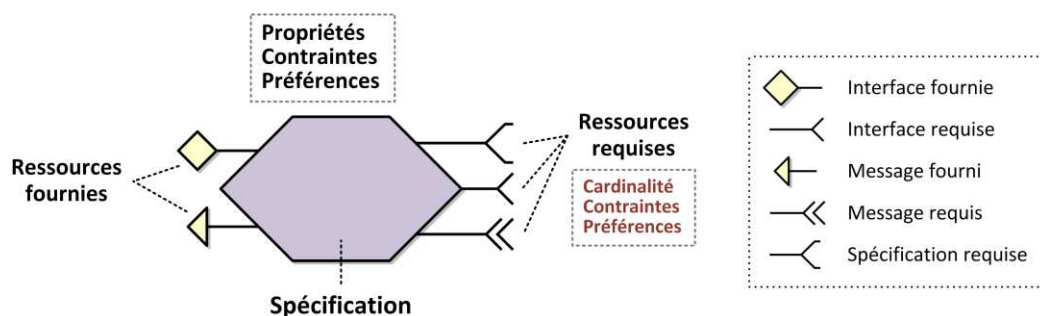 Propriétés
Contraintes
Préférences
Ressources
fournies
Ressources
requises
Cardinalité
Contraintes
Préférences
Spécification
Interface fournie
Interface requise
Message fourni
Message requis
Spécification requise